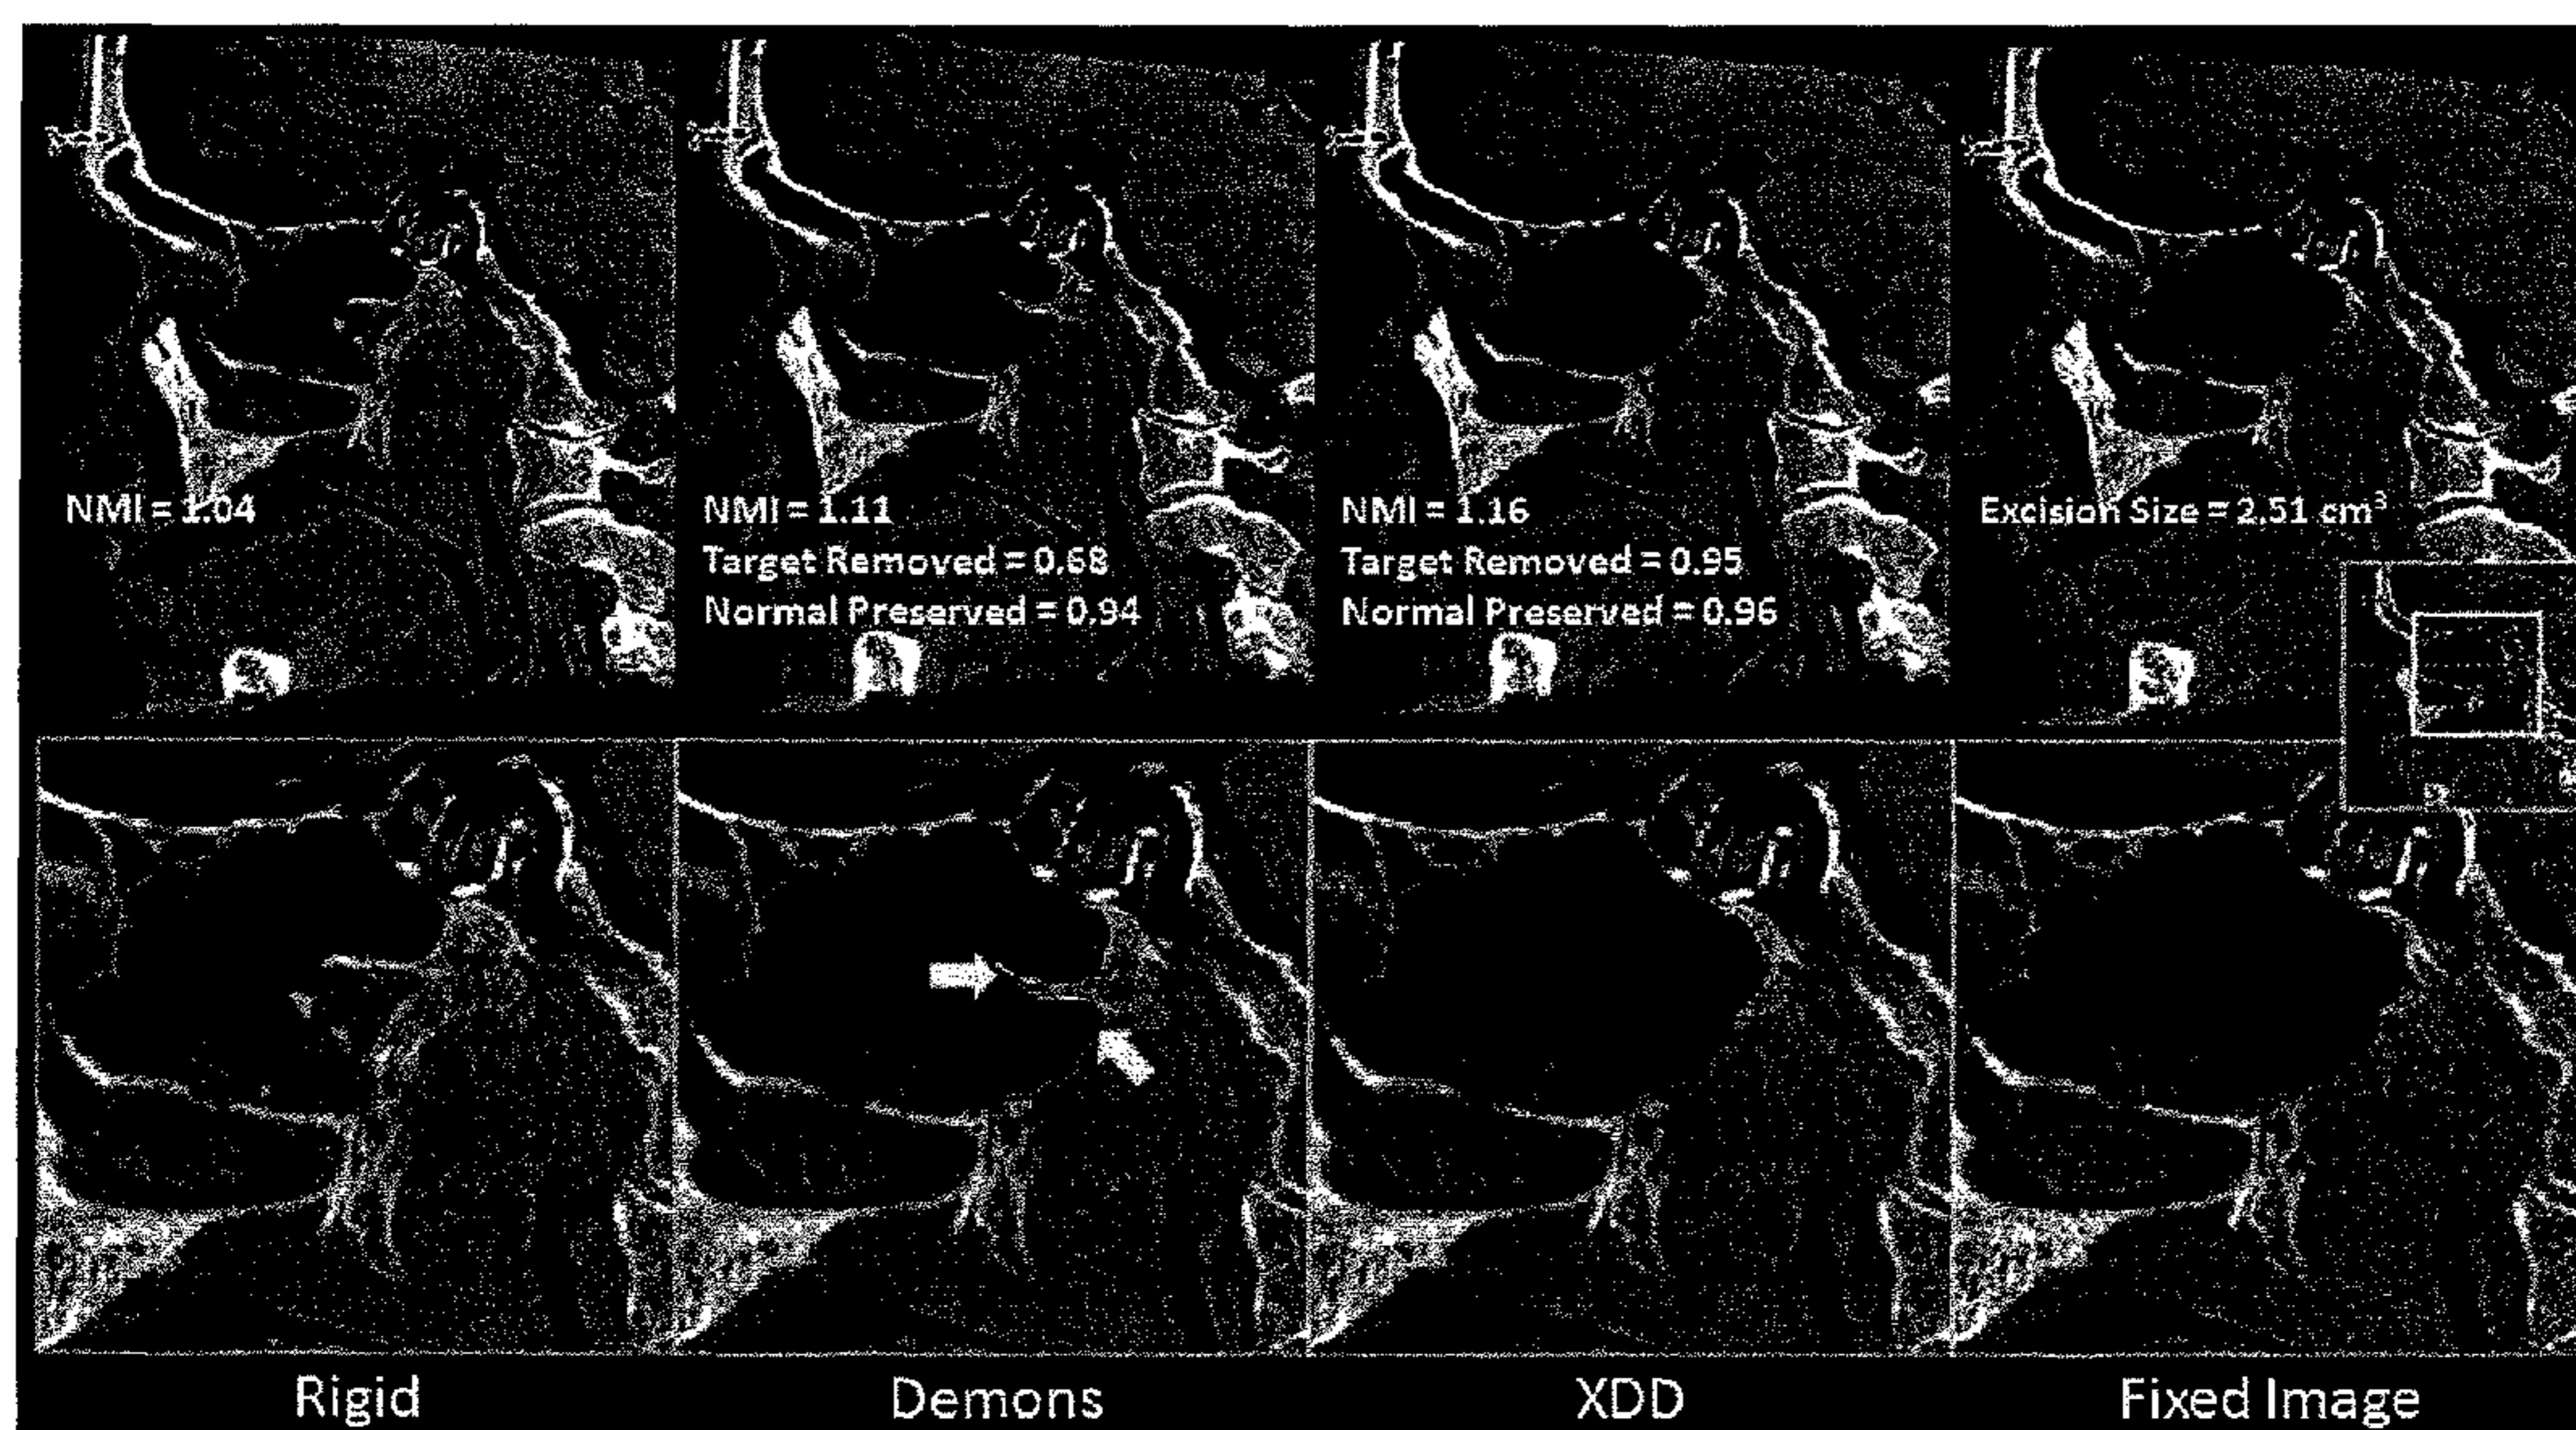 NMI = 1.04
NMI = 1.11
Target Removed = 0.68
Normal Preserved = 0.94
NMI = 1.16
Target Removed = 0.95
Normal Preserved = 0.96
Excision Size = 2.51 cm³
Rigid
Demons
XDD
Fixed Image